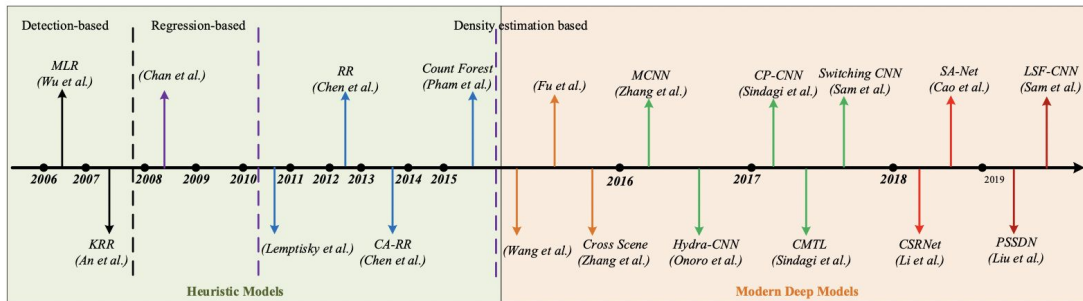 Detection-based
Regression-based
Density estimation based
MLR
(Wu et al.)
(Chan et al.)
RR
(Chen et al.)
Count Forest
(Pham et al.)
(Fu et al.)
MCNN
(Zhang et al.)
CP-CNN
(Sindagi et al.)
Switching CNN
(Sam et al.)
SA-Net
(Cao et al.)
LSF-CNN
(Sam et al.)
2006
2007
2008
2009
2010
2011
2012
2013
2014
2015
2016
2017
2018
2019
KRR
(An et al.)
(Lemptisky et al.)
CA-RR
(Chen et al.)
(Wang et al.)
Cross Scene
(Zhang et al.)
Hydra-CNN
(Onoro et al.)
CMTL
(Sindagi et al.)
CSRNet
(Li et al.)
PSSDN
(Liu et al.)
Heuristic Models
Modern Deep Models